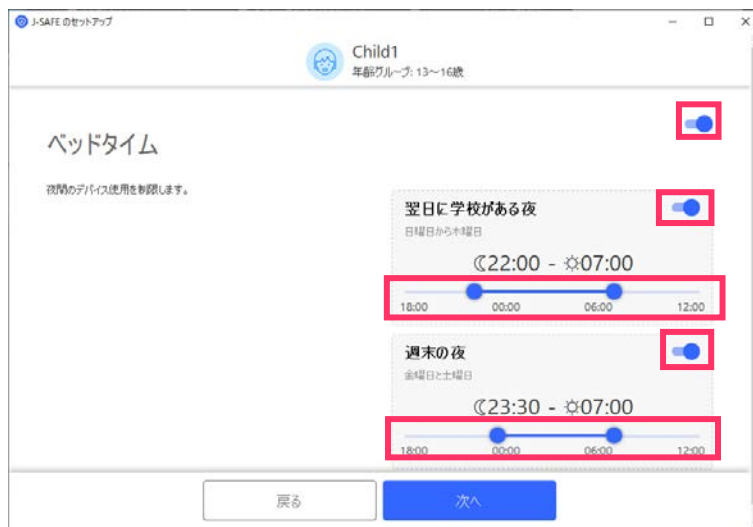 J-SAFE のセットアップ
Child1
年齢グループ: 13～16歳
ベッドタイム
夜間のデバイス使用を制限します。
翌日に学校がある夜
日曜日から木曜日
22:00 - 07:00
18:00 00:00 06:00 12:00
週末の夜
金曜日と土曜日
23:30 - 07:00
18:00 00:00 06:00 12:00
戻る 次へ